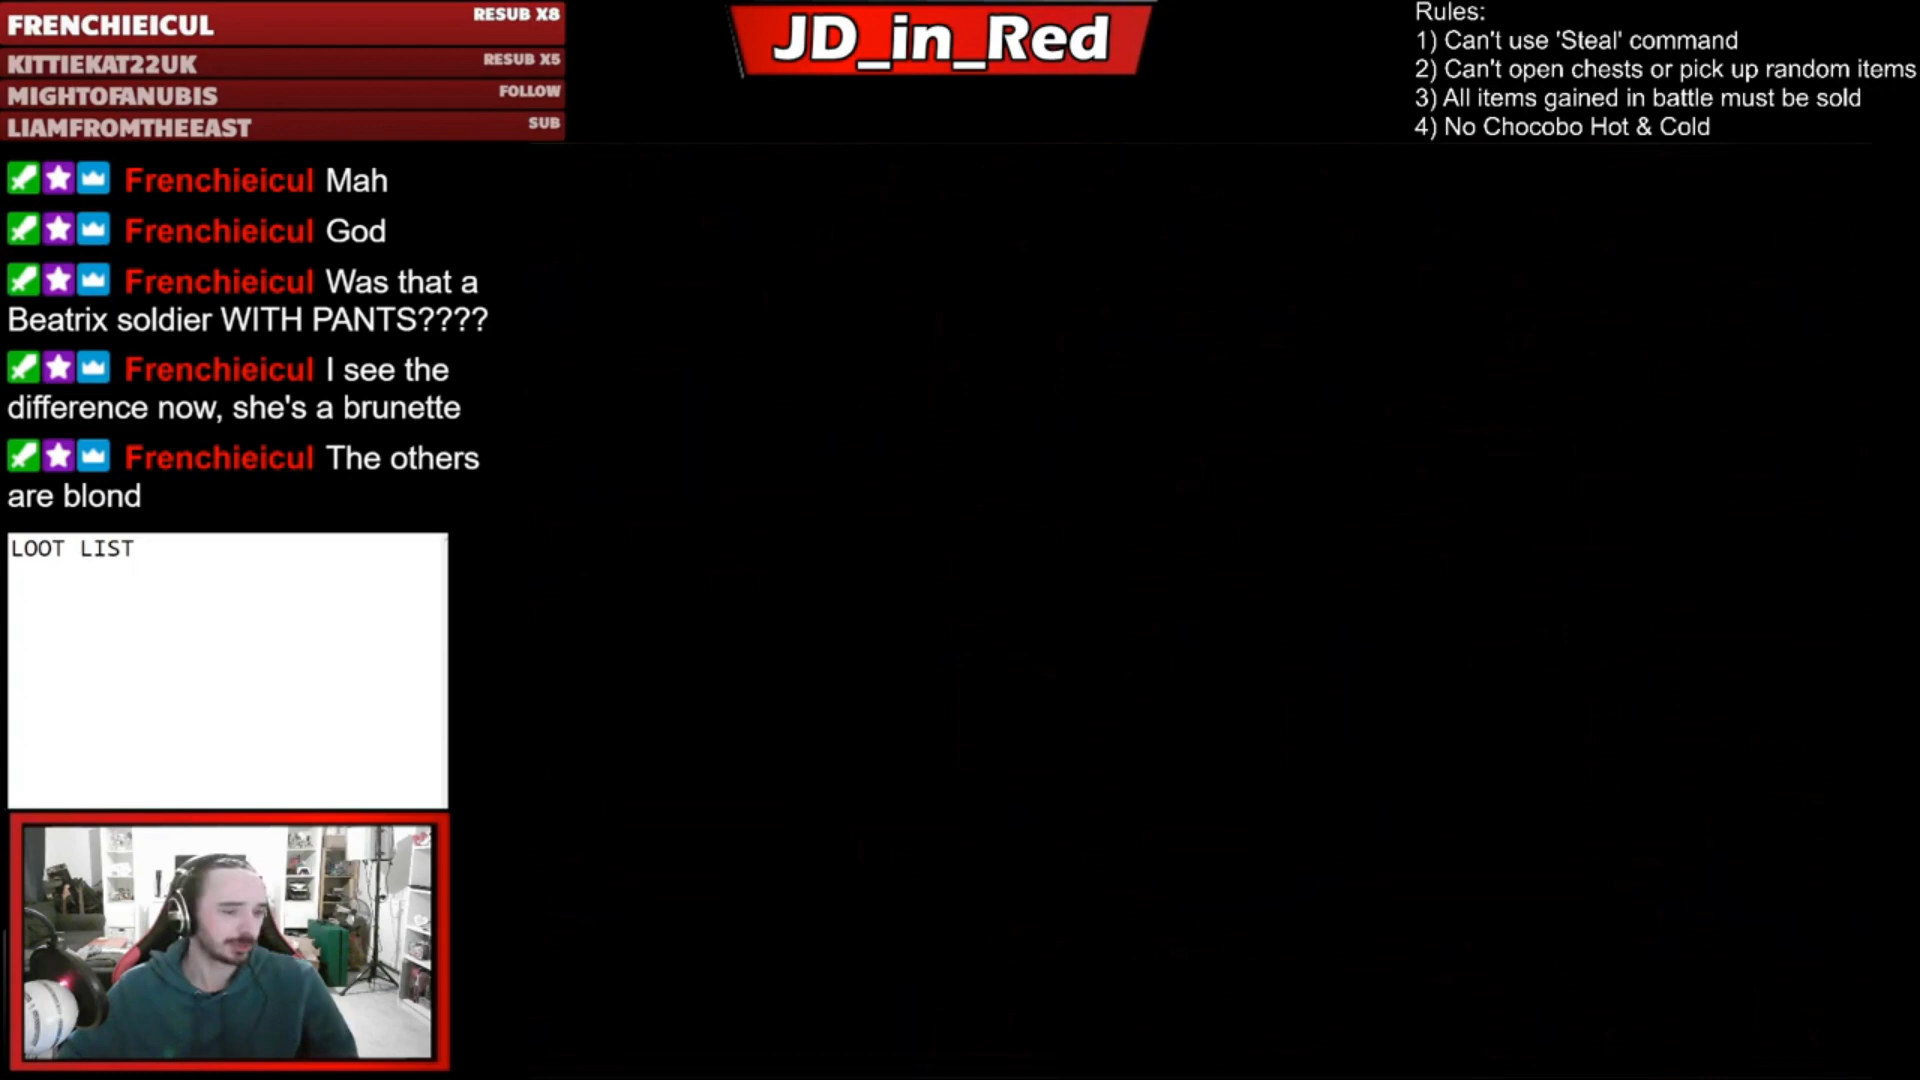 FRENCHIEICUL RESUB X8
KITTIEKAT22UK RESUB X5
MIGHTOFANUBIS FOLLOW
LIAMFROMTHEEAST SUB
JD_in_Red
Rules:
1) Can't use 'Steal' command
2) Can't open chests or pick up random items
3) All items gained in battle must be sold
4) No Chocobo Hot & Cold
Frenchieicul Mah
Frenchieicul God
Frenchieicul Was that a
Beatrix soldier WITH PANTS????
Frenchieicul I see the
difference now, she's a brunette
Frenchieicul The others
are blond
LOOT LIST